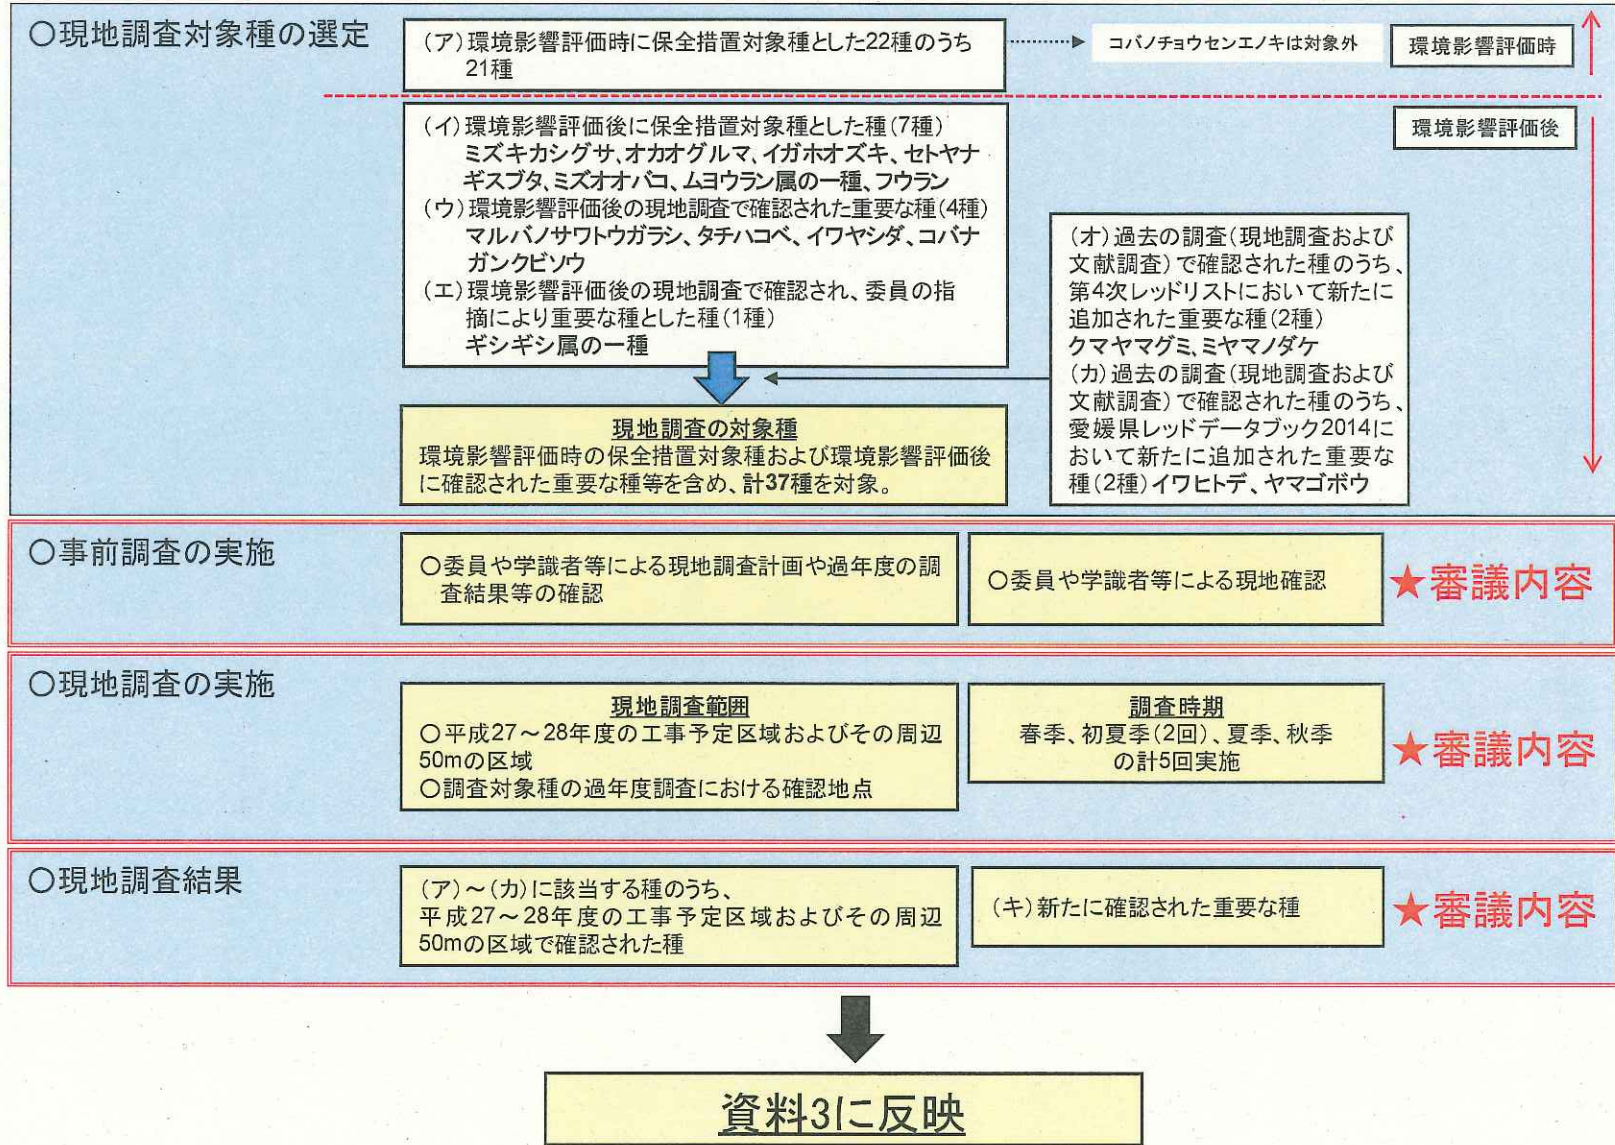 ○現地調査対象種の選定
(ア)環境影響評価時に保全措置対象種とした22種のうち
21種
コバノチョウセンエノキは対象外
環境影響評価時
環境影響評価後
(イ)環境影響評価後に保全措置対象種とした種(7種)
ミズキカシグサ、オカオグルマ、イガホオズキ、セトヤナ
ギスブタ、ミズオオバコ、ムヨウラン属の一種、フウラン
(ウ)環境影響評価後の現地調査で確認された重要な種(4種)
マルバノサワトウガラシ、タチハコベ、イワヤシダ、コバナ
ガンクビソウ
(エ)環境影響評価後の現地調査で確認され、委員の指
摘により重要な種とした種(1種)
ギシギシ属の一種
(オ)過去の調査(現地調査および
文献調査)で確認された種のうち、
第4次レッドリストにおいて新たに
追加された重要な種(2種)
クマヤマグミ、ミヤマノダケ
(カ)過去の調査(現地調査および
文献調査)で確認された種のうち、
愛媛県レッドデータブック2014に
おいて新たに追加された重要な
種(2種)イワヒトデ、ヤマゴボウ
現地調査の対象種
環境影響評価時の保全措置対象種および環境影響評価後
に確認された重要な種等を含め、計37種を対象。
○事前調査の実施
○委員や学識者等による現地調査計画や過年度の調
査結果等の確認
○委員や学識者等による現地確認
★審議内容
○現地調査の実施
現地調査範囲
○平成27～28年度の工事予定区域およびその周辺
50mの区域
○調査対象種の過年度調査における確認地点
調査時期
春季、初夏季(2回)、夏季、秋季
の計5回実施
★審議内容
○現地調査結果
(ア)～(カ)に該当する種のうち、
平成27～28年度の工事予定区域およびその周辺
50mの区域で確認された種
(キ)新たに確認された重要な種
★審議内容
資料3に反映